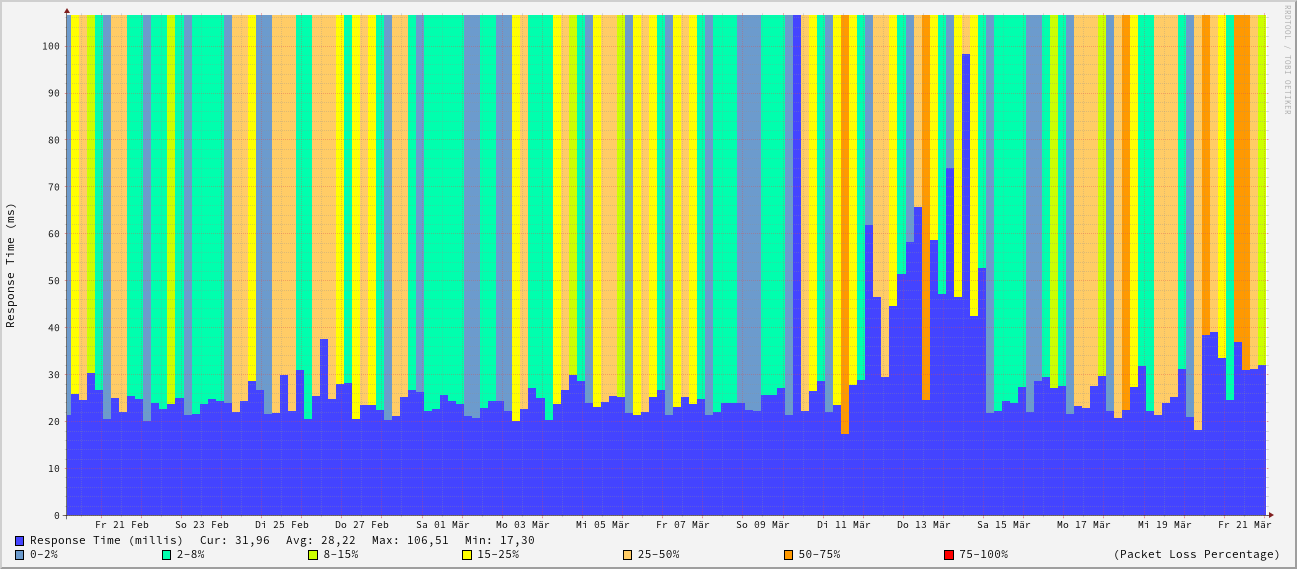 RRDTOOL / TOBI OETIKER
Response Time (ms)
100
90
80
70
60
50
40
30
20
10
0
Fr 21 Feb So 23 Feb Di 25 Feb Do 27 Feb Sa 01 Mär Mo 03 Mär Mi 05 Mär Fr 07 Mär So 09 Mär Di 11 Mär Do 13 Mär Sa 15 Mär Mo 17 Mär Mi 19 Mär Fr 21 Mär
Response Time (millis) Cur: 31,96 Avg: 28,22 Max: 106,51 Min: 17,30
0-2% 2-8% 8-15% 15-25% 25-50% 50-75% 75-100% (Packet Loss Percentage)